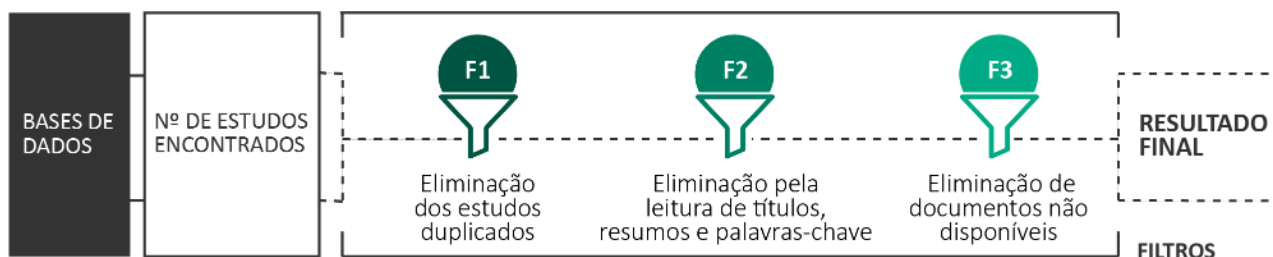 BASES DE
DADOS
Nº DE ESTUDOS
ENCONTRADOS
F1
Eliminação
dos estudos
duplicados
F2
Eliminação pela
leitura de títulos,
resumos e palavras-chave
F3
Eliminação de
documentos não
disponíveis
RESULTADO
FINAL
FILTROS